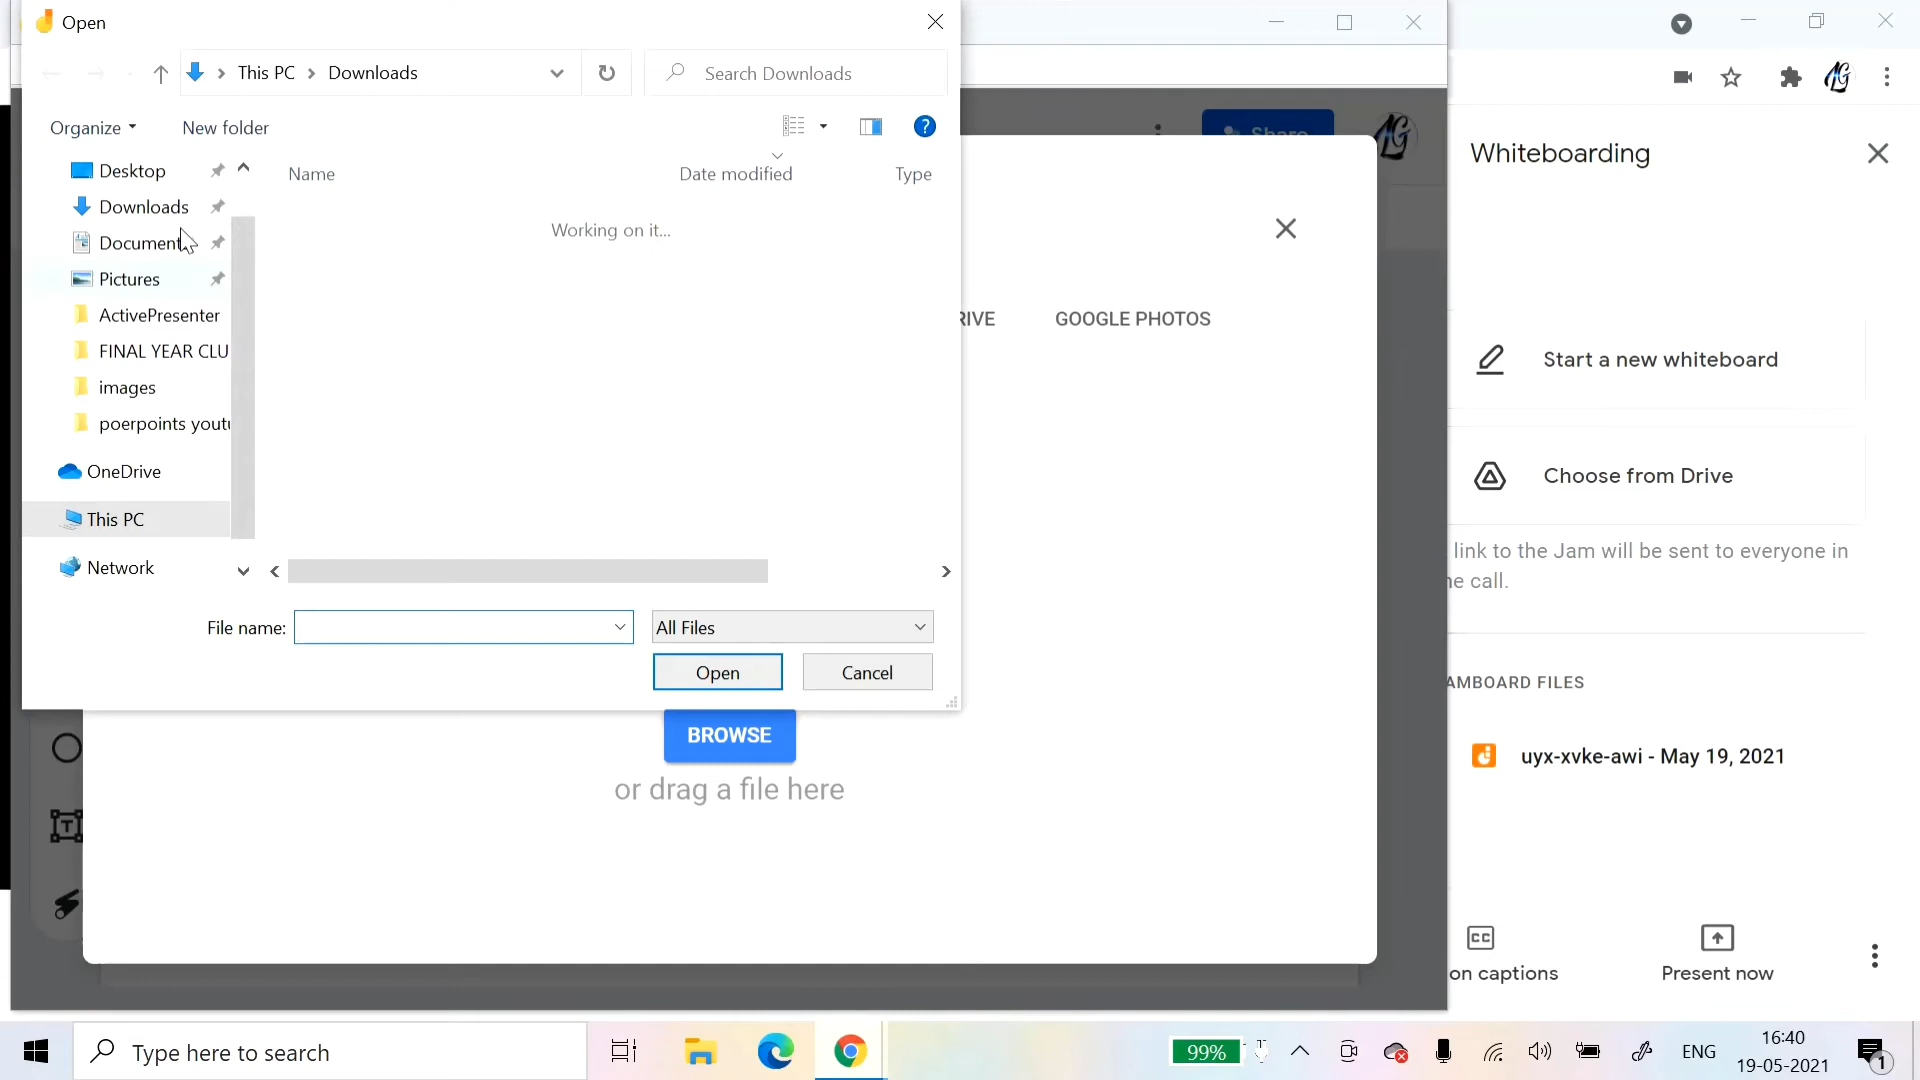 Open
This PC
Downloads
Search Downloads
Organize
New folder
Name
Date modified
Type
Working on it...
Desktop
Downloads
Document
Pictures
ActivePresenter
FINAL YEAR CLU
images
poerpoints youtu
OneDrive
This PC
Network
File name:
All Files
Open
Cancel
Share
RIVE
GOOGLE PHOTOS
BROWSE
or drag a file here
Whiteboarding
Start a new whiteboard
Choose from Drive
link to the Jam will be sent to everyone in
he call.
AMBOARD FILES
uyx-xvke-awi - May 19, 2021
on captions
Present now
Type here to search
99%
ENG
16:40
19-05-2021
1